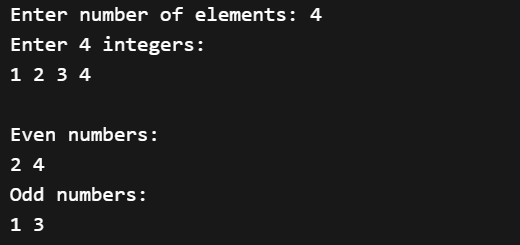 Enter number of elements: 4
Enter 4 integers:
1 2 3 4
Even numbers:
2 4
Odd numbers:
1 3